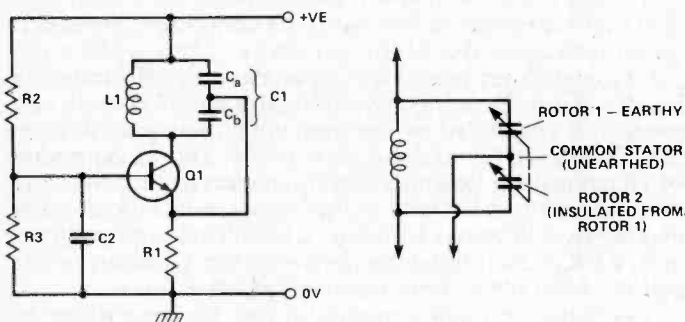 +VE
R2
L1
Ca
Cb
C1
Q1
R3
C2
R1
0V
ROTOR 1 – EARTHY
COMMON STATOR
(UNEARTHED)
ROTOR 2
(INSULATED FROM
ROTOR 1)